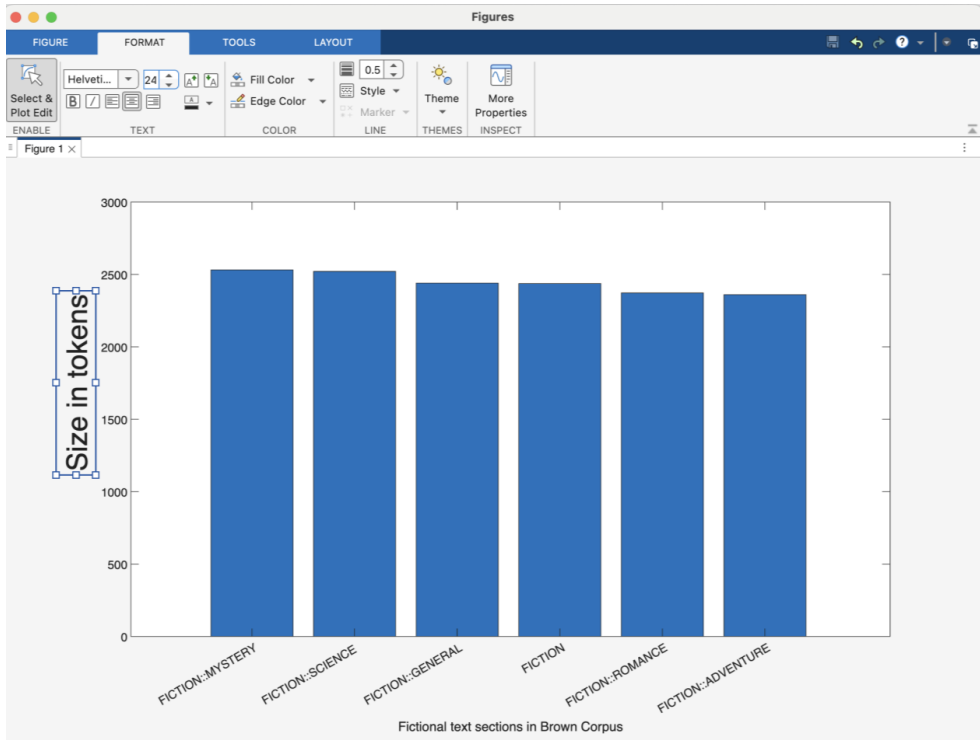 Figures
FIGURE FORMAT TOOLS LAYOUT
?
Helveti... 24 A A
Fill Color
0.5
Select &
Plot Edit
Style
Theme
More
Properties
B I
A
Edge Color
Marker
ENABLE TEXT COLOR LINE THEMES INSPECT
Figure 1
3000
2500
2000
1500
1000
500
0
Size in tokens
FICTION::MYSTERY
FICTION::SCIENCE
FICTION::GENERAL
FICTION
FICTION::ROMANCE
FICTION::ADVENTURE
Fictional text sections in Brown Corpus